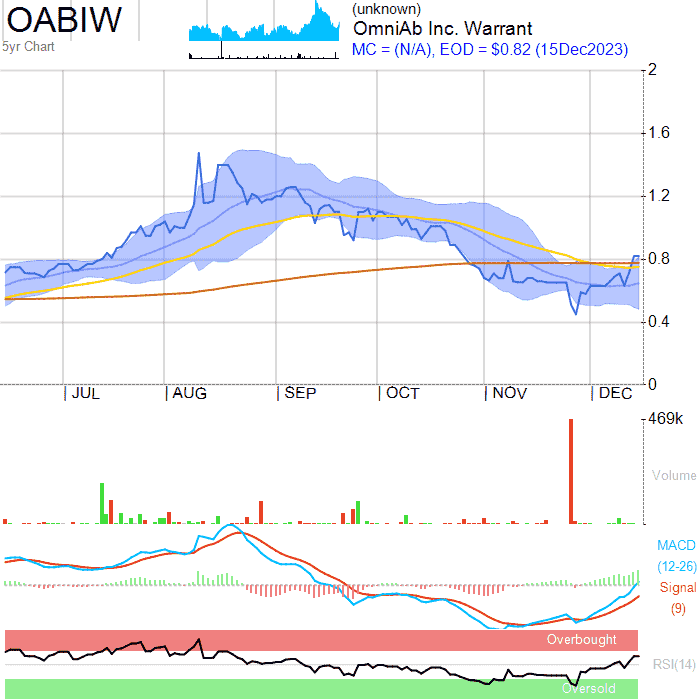 OABIW
5yr Chart
(unknown)
OmniAb Inc. Warrant
MC = (N/A), EOD = $0.82 (15Dec2023)
2
1.6
1.2
0.8
0.4
0
JUL AUG SEP OCT NOV DEC
469k
Volume
MACD
(12-26)
Signal
(9)
Overbought
RSI(14)
Oversold